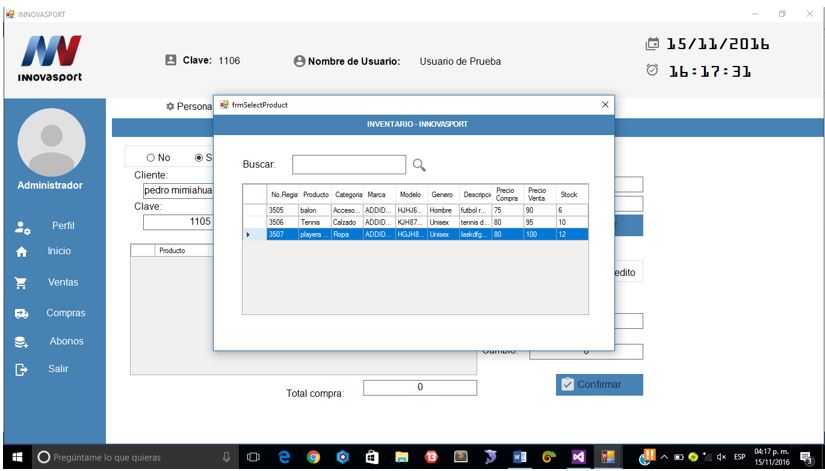 INNOVASPORT
INNOVASPORT
Clave: 1106
Nombre de Usuario: Usuario de Prueba
15/11/2016
16:17:31
Persona
frmSelectProduct
INVENTARIO - INNOVASPORT
Buscar:
No.Regis Producto Categoria Marca Modelo Genero Descripci Precio Compra Precio Venta Stock
3505 balon Acceso... ADDID... HJHJ6... Hombre futbol r... 75 90 6
3506 Tennis Calzado ADDID... KJH87... Unisex tennis d... 80 95 10
3507 playera ... Ropa ADDID... HGJH8... Unisex laskdfg... 80 100 12
Administrador
Perfil
Inicio
Ventas
Compras
Abonos
Salir
No S
Cliente:
pedro mimiahua
Clave:
1105
Producto
edito
Cambio: 0
Total compra: 0
Confirmar
Pregúntame lo que quieras
ESP
04:17 p. m.
15/11/2016
3